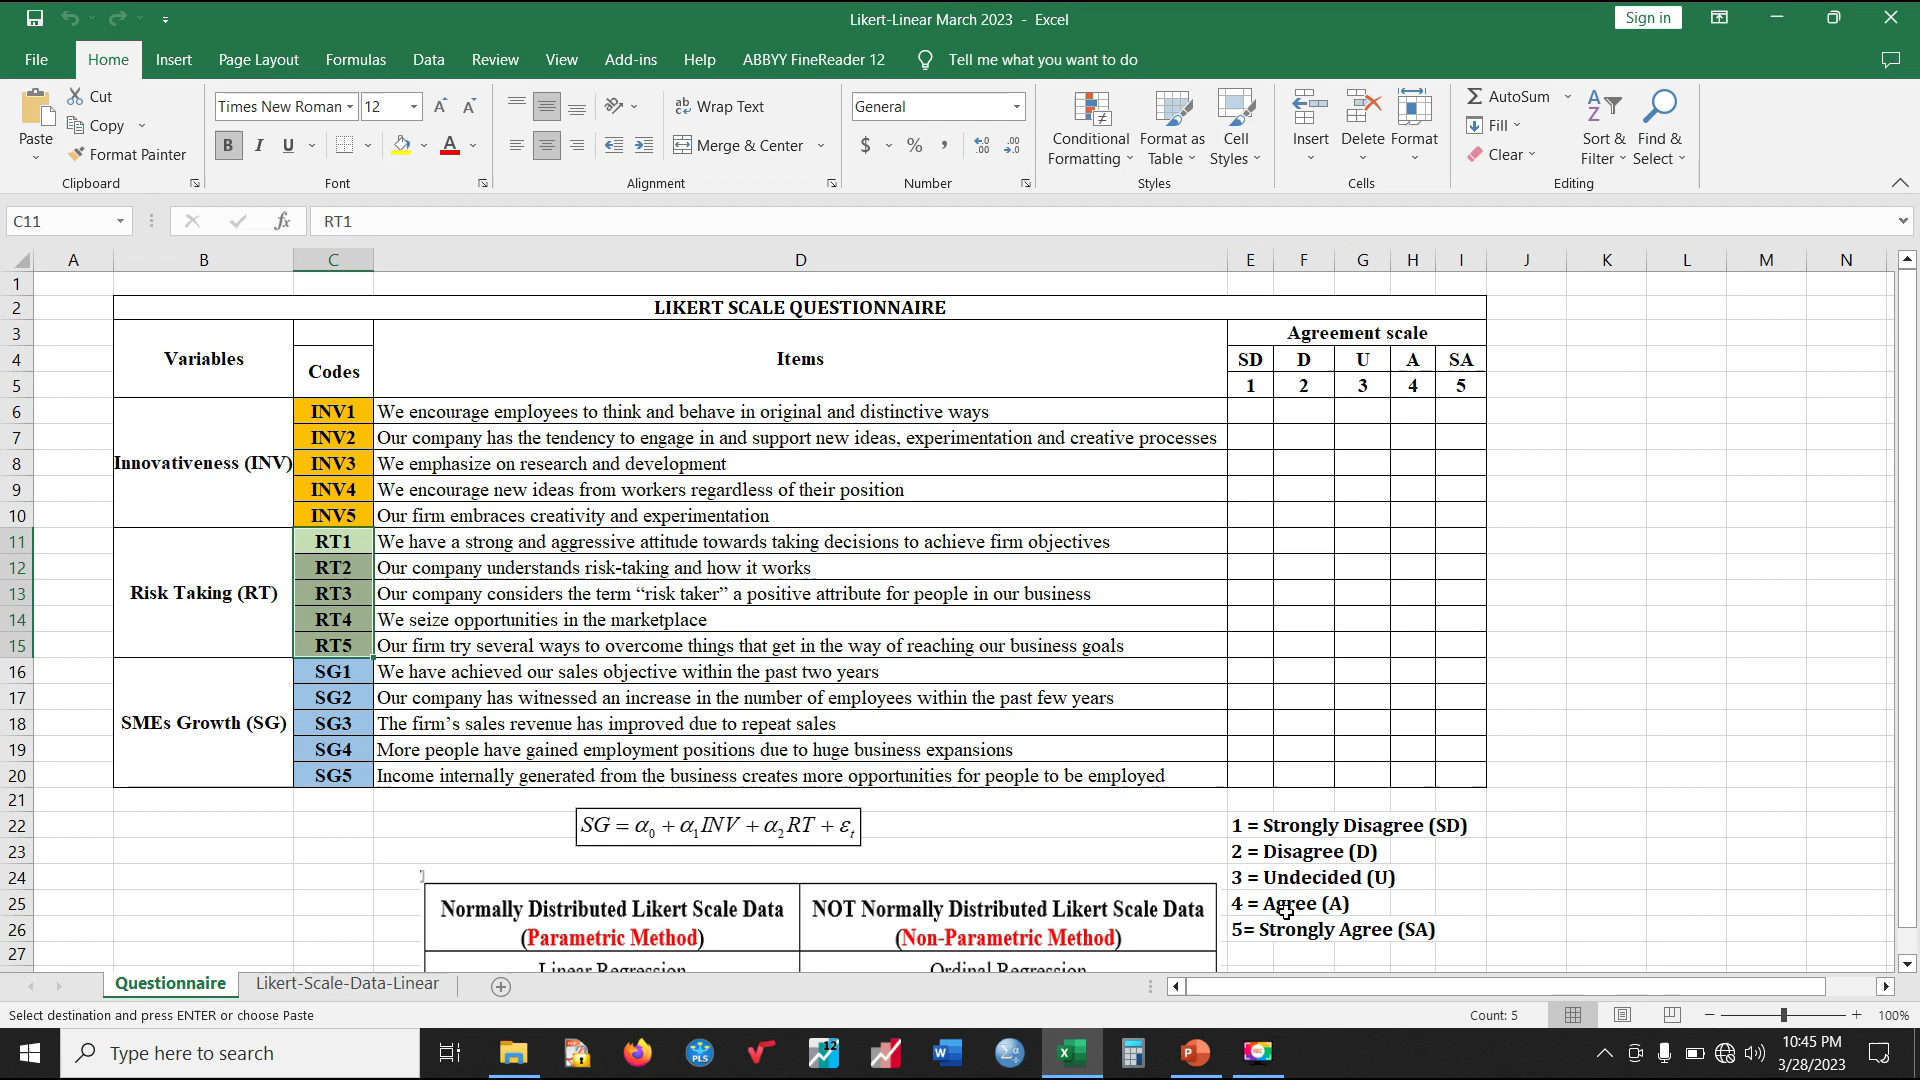 Likert-Linear March 2023 - Excel
Sign in
File Home Insert Page Layout Formulas Data Review View Add-ins Help ABBYY FineReader 12 Tell me what you want to do
Paste
Cut
Copy
Format Painter
Clipboard
Times New Roman 12
B I U
Font
Wrap Text
Merge & Center
Alignment
General
$ % ,
Number
Conditional Formatting
Format as Table
Cell Styles
Styles
Insert Delete Format
Cells
AutoSum
Fill
Clear
Sort & Filter
Find & Select
Editing
C11 fx RT1
A B C D E F G H I J K L M N
1
2 LIKERT SCALE QUESTIONNAIRE
3 Agreement scale
4 Variables Codes Items SD D U A SA
5 1 2 3 4 5
6 INV1 We encourage employees to think and behave in original and distinctive ways
7 INV2 Our company has the tendency to engage in and support new ideas, experimentation and creative processes
8 Innovativeness (INV) INV3 We emphasize on research and development
9 INV4 We encourage new ideas from workers regardless of their position
10 INV5 Our firm embraces creativity and experimentation
11 RT1 We have a strong and aggressive attitude towards taking decisions to achieve firm objectives
12 RT2 Our company understands risk-taking and how it works
13 Risk Taking (RT) RT3 Our company considers the term “risk taker” a positive attribute for people in our business
14 RT4 We seize opportunities in the marketplace
15 RT5 Our firm try several ways to overcome things that get in the way of reaching our business goals
16 SG1 We have achieved our sales objective within the past two years
17 SG2 Our company has witnessed an increase in the number of employees within the past few years
18 SMEs Growth (SG) SG3 The firm’s sales revenue has improved due to repeat sales
19 SG4 More people have gained employment positions due to huge business expansions
20 SG5 Income internally generated from the business creates more opportunities for people to be employed
21
22 SG = α₀ + α₁INV + α₂RT + εₜ 1 = Strongly Disagree (SD)
23 2 = Disagree (D)
24 3 = Undecided (U)
25 Normally Distributed Likert Scale Data NOT Normally Distributed Likert Scale Data 4 = Agree (A)
26 (Parametric Method) (Non-Parametric Method) 5= Strongly Agree (SA)
27 Linear Regression Ordinal Regression
Questionnaire Likert-Scale-Data-Linear
Select destination and press ENTER or choose Paste Count: 5 100%
Type here to search
PLS
12
10:45 PM
3/28/2023